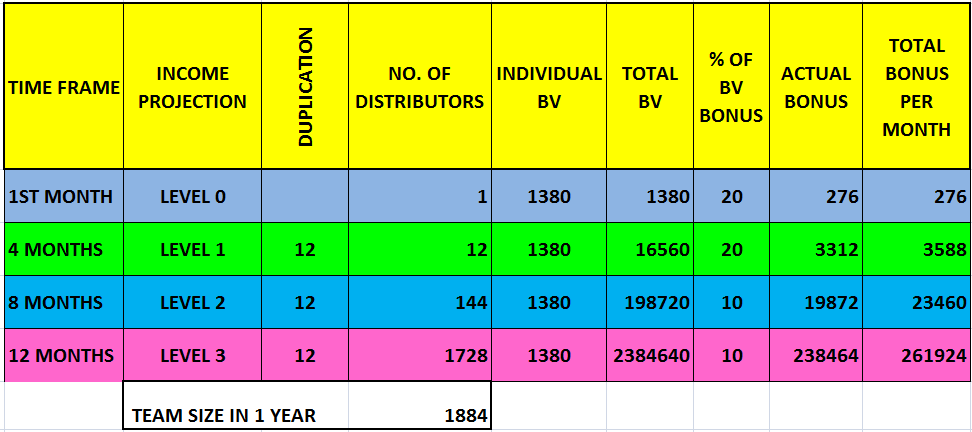 TIME FRAME INCOME PROJECTION DUPLICATION NO. OF DISTRIBUTORS INDIVIDUAL BV TOTAL BV % OF BV BONUS ACTUAL BONUS TOTAL BONUS PER MONTH
1ST MONTH LEVEL 0 1 1380 1380 20 276 276
4 MONTHS LEVEL 1 12 12 1380 16560 20 3312 3588
8 MONTHS LEVEL 2 12 144 1380 198720 10 19872 23460
12 MONTHS LEVEL 3 12 1728 1380 2384640 10 238464 261924
TEAM SIZE IN 1 YEAR 1884